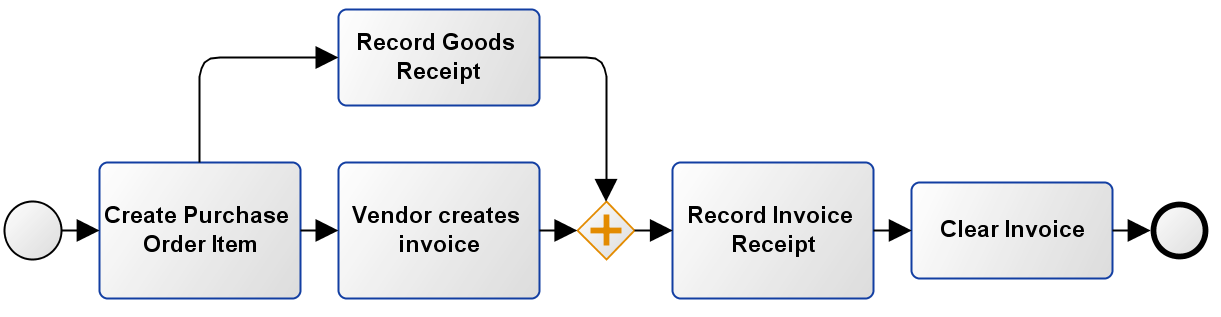 Record Goods
Receipt
Create Purchase
Order Item
Vendor creates
invoice
Record Invoice
Receipt
Clear Invoice